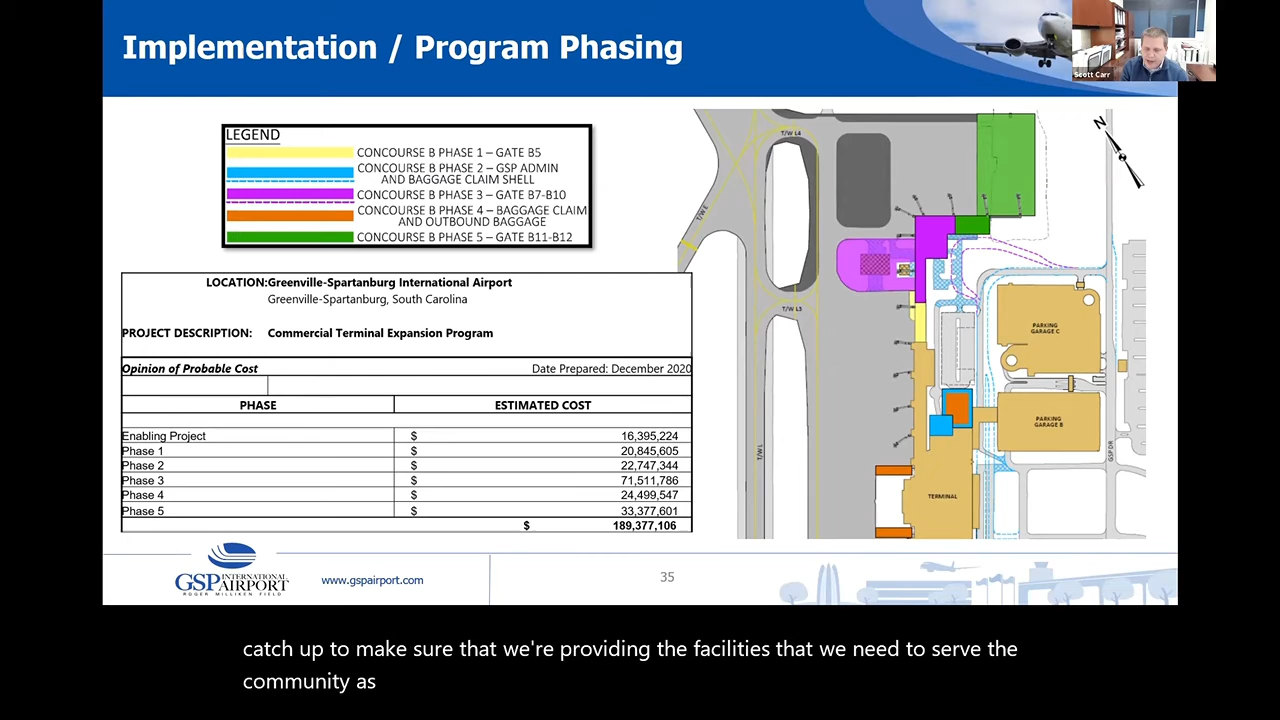 Implementation / Program Phasing
Scott Carr
LEGEND
CONCOURSE B PHASE 1 – GATE B5
CONCOURSE B PHASE 2 – GSP ADMIN
AND BAGGAGE CLAIM SHELL
CONCOURSE B PHASE 3 – GATE B7-B10
CONCOURSE B PHASE 4 – BAGGAGE CLAIM
AND OUTBOUND BAGGAGE
CONCOURSE B PHASE 5 – GATE B11-B12
LOCATION:Greenville-Spartanburg International Airport
Greenville-Spartanburg, South Carolina
PROJECT DESCRIPTION: Commercial Terminal Expansion Program
Opinion of Probable Cost Date Prepared: December 2020
PHASE ESTIMATED COST
Enabling Project $ 16,395,224
Phase 1 $ 20,845,605
Phase 2 $ 22,747,344
Phase 3 $ 71,511,786
Phase 4 $ 24,499,547
Phase 5 $ 33,377,601
$ 189,377,106
T/W L4
N
T/W E
T/W L3
PARKING
GARAGE C
PARKING
GARAGE B
T/W L
GSP DR
TERMINAL
GSP INTERNATIONAL
AIRPORT
ROGER MILLIKEN FIELD
www.gspairport.com
35
catch up to make sure that we're providing the facilities that we need to serve the
community as